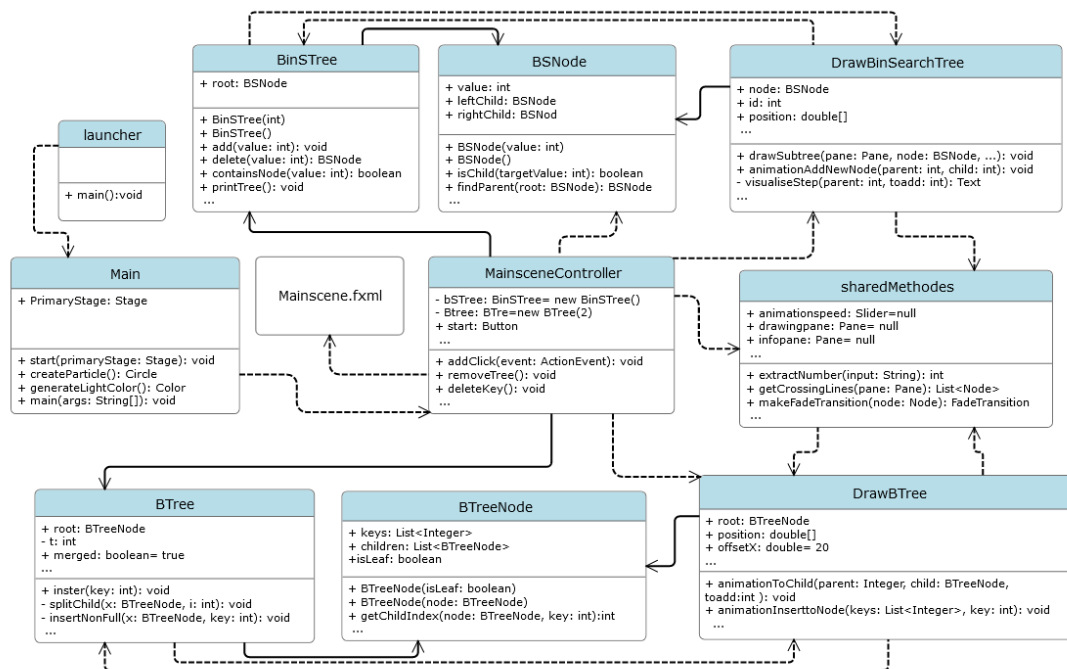 BinSTree
+ root: BSNode
+ BinSTree(int)
+ BinSTree()
+ add(value: int): void
+ delete(value: int): BSNode
+ containsNode(value: int): boolean
+ printTree(): void
...
BSNode
+ value: int
+ leftChild: BSNode
+ rightChild: BSNod
+ BSNode(value: int)
+ BSNode()
+ isChild(targetValue: int): boolean
+ findParent(root: BSNode): BSNode
...
DrawBinSearchTree
+ node: BSNode
+ id: int
+ position: double[]
...
+ drawSubtree(pane: Pane, node: BSNode, ...): void
+ animationAddNewNode(parent: int, child: int): void
- visualiseStep(parent: int, toadd: int): Text
...
launcher
+ main():void
Main
+ PrimaryStage: Stage
+ start(primaryStage: Stage): void
+ createParticle(): Circle
+ generateLightColor(): Color
+ main(args: String[]): void
Mainscene.fxml
MainsceneController
- bSTree: BinSTree= new BinSTree()
- Btree: BTre=new BTree(2)
+ start: Button
...
+ addClick(event: ActionEvent): void
+ removeTree(): void
+ deleteKey(): void
...
sharedMethodes
+ animationspeed: Slider=null
+ drawingpane: Pane= null
+ infopane: Pane= null
...
+ extractNumber(input: String): int
+ getCrossingLines(pane: Pane): List<Node>
+ makeFadeTransition(node: Node): FadeTransition
...
BTree
+ root: BTreeNode
- t: int
+ merged: boolean= true
...
+ inster(key: int): void
- splitChild(x: BTreeNode, i: int): void
- insertNonFull(x: BTreeNode, key: int): void
...
BTreeNode
+ keys: List<Integer>
+ children: List<BTreeNode>
+isLeaf: boolean
+ BTreeNode(isLeaf: boolean)
+ BTreeNode(node: BTreeNode)
+ getChildIndex(node: BTreeNode, key: int):int
...
DrawBTree
+ root: BTreeNode
+ position: double[]
+ offsetX: double= 20
...
+ animationToChild(parent: Integer, child: BTreeNode,
toadd:int ): void
+ animationInserttoNode(keys: List<Integer>, key: int): void
...